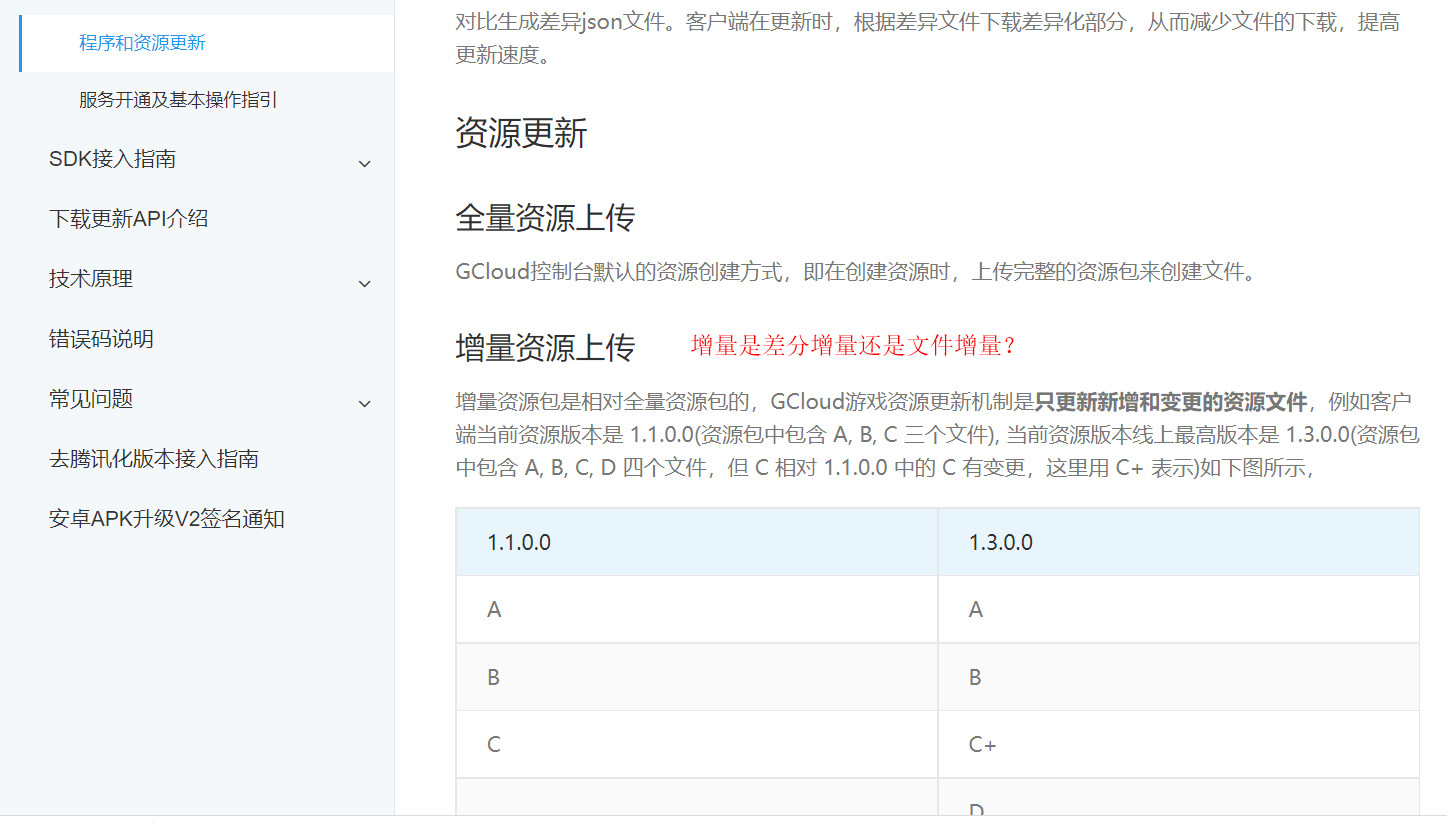 程序和资源更新
服务开通及基本操作指引
SDK接入指南
下载更新API介绍
技术原理
错误码说明
常见问题
去腾讯化版本接入指南
安卓APK升级V2签名通知
对比生成差异json文件。客户端在更新时，根据差异文件下载差异化部分，从而减少文件的下载，提高
更新速度。
资源更新
全量资源上传
GCloud控制台默认的资源创建方式，即在创建资源时，上传完整的资源包来创建文件。
增量资源上传
增量是差分增量还是文件增量？
增量资源包是相对全量资源包的，GCloud游戏资源更新机制是只更新新增和变更的资源文件，例如客户
端当前资源版本是 1.1.0.0(资源包中包含 A, B, C 三个文件), 当前资源版本线上最高版本是 1.3.0.0(资源包
中包含 A, B, C, D 四个文件，但 C 相对 1.1.0.0 中的 C 有变更，这里用 C+ 表示)如下图所示，
1.1.0.0 1.3.0.0
A A
B B
C C+
D